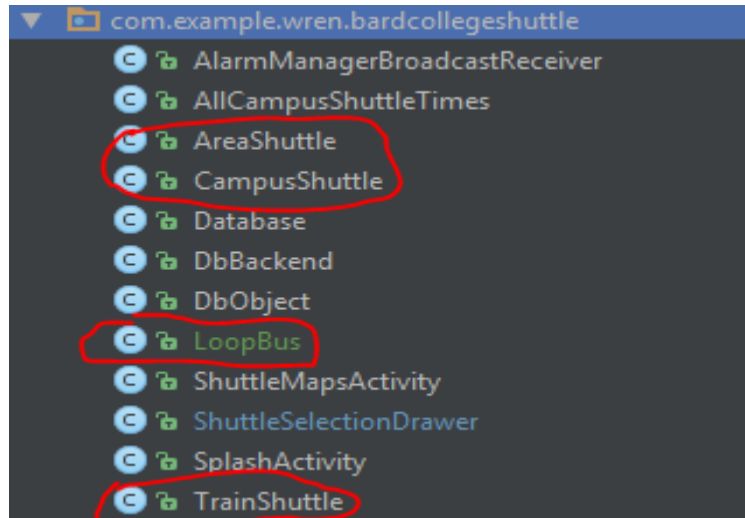 com.example.wren.bardcollegeshuttle
C AlarmManagerBroadcastReceiver
C AllCampusShuttleTimes
C AreaShuttle
C CampusShuttle
C Database
C DbBackend
C DbObject
C LoopBus
C ShuttleMapsActivity
C ShuttleSelectionDrawer
C SplashActivity
C TrainShuttle